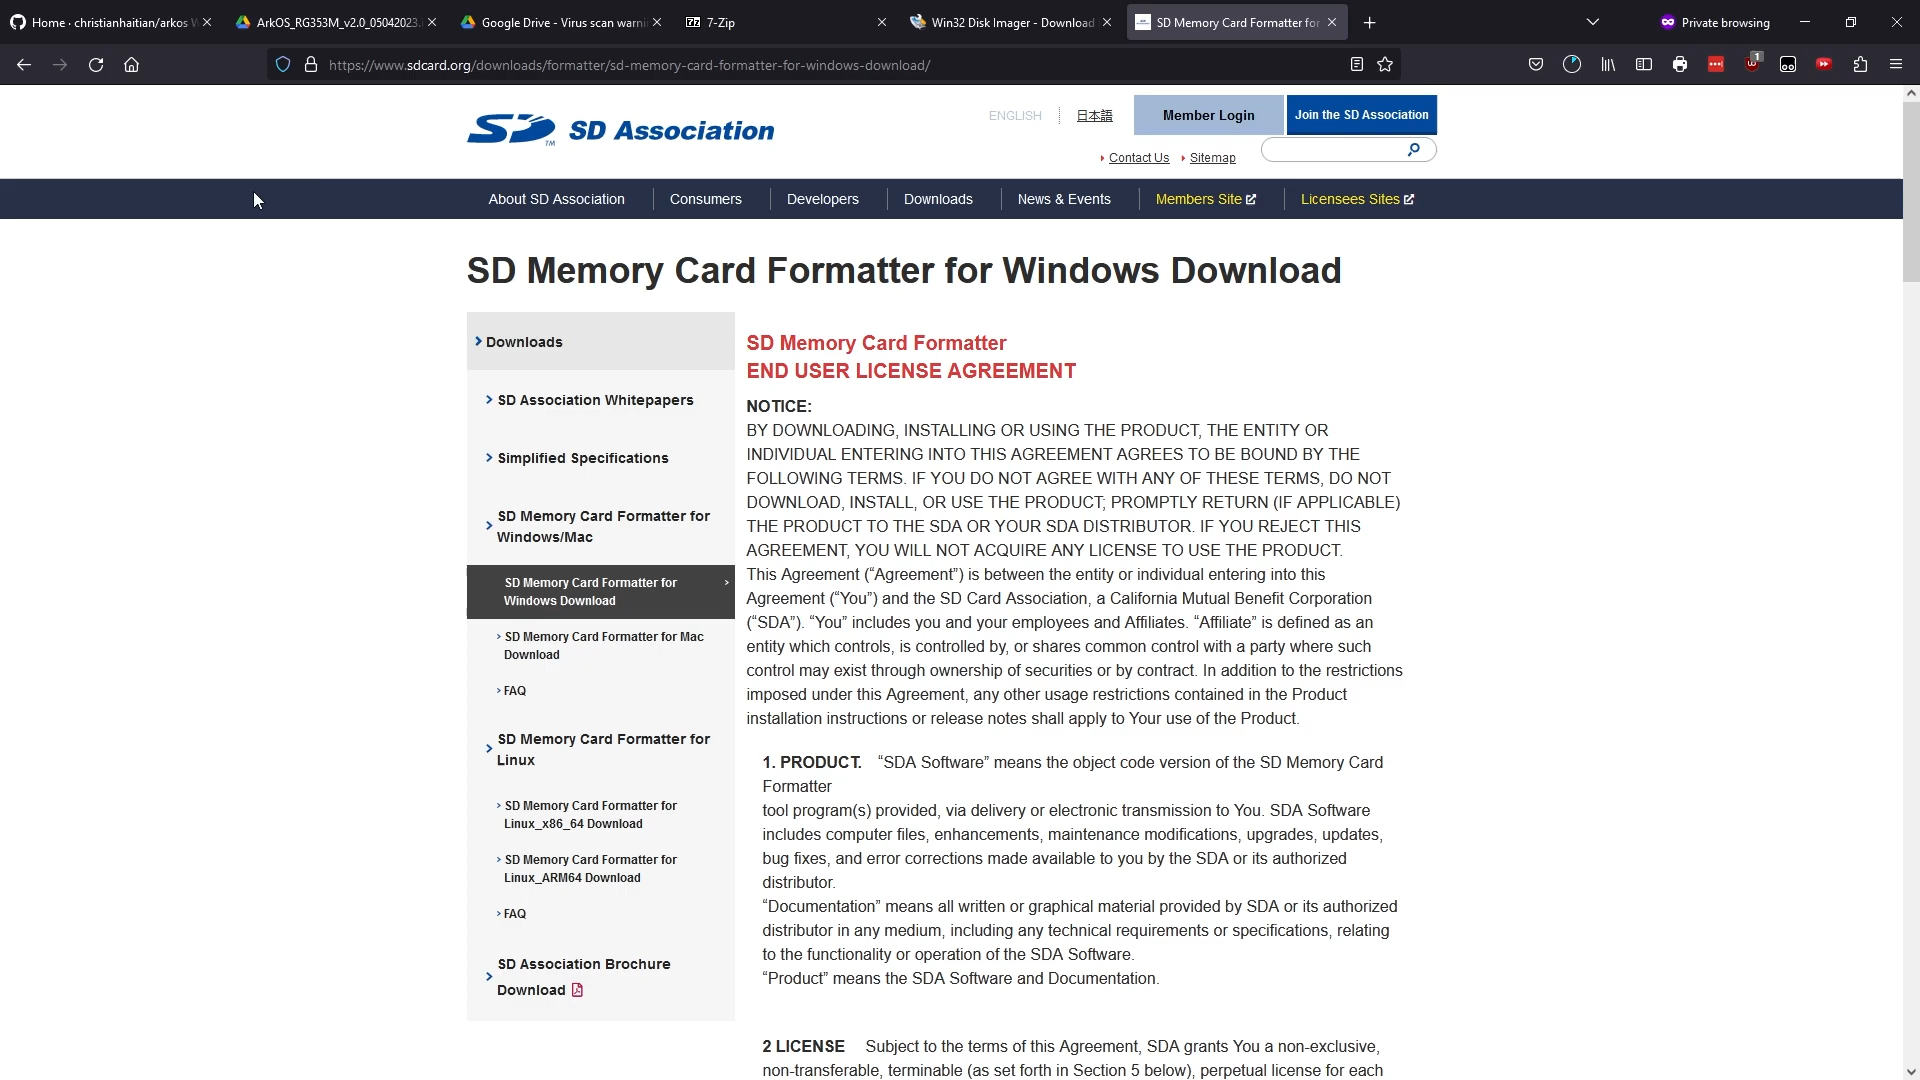 Home · christianhaitian/arkos W
ArkOS_RG353M_v2.0_05042023.
Google Drive - Virus scan warni
7-Zip
Win32 Disk Imager - Download
SD Memory Card Formatter for
Private browsing
https://www.sdcard.org/downloads/formatter/sd-memory-card-formatter-for-windows-download/
1
SD Association
TM
ENGLISH
日本語
Member Login
Join the SD Association
Contact Us
Sitemap
About SD Association
Consumers
Developers
Downloads
News & Events
Members Site
Licensees Sites
SD Memory Card Formatter for Windows Download
Downloads
SD Association Whitepapers
Simplified Specifications
SD Memory Card Formatter for
Windows/Mac
SD Memory Card Formatter for
Windows Download
SD Memory Card Formatter for Mac
Download
FAQ
SD Memory Card Formatter for
Linux
SD Memory Card Formatter for
Linux_x86_64 Download
SD Memory Card Formatter for
Linux_ARM64 Download
FAQ
SD Association Brochure
Download
SD Memory Card Formatter
END USER LICENSE AGREEMENT
NOTICE:
BY DOWNLOADING, INSTALLING OR USING THE PRODUCT, THE ENTITY OR
INDIVIDUAL ENTERING INTO THIS AGREEMENT AGREES TO BE BOUND BY THE
FOLLOWING TERMS. IF YOU DO NOT AGREE WITH ANY OF THESE TERMS, DO NOT
DOWNLOAD, INSTALL, OR USE THE PRODUCT; PROMPTLY RETURN (IF APPLICABLE)
THE PRODUCT TO THE SDA OR YOUR SDA DISTRIBUTOR. IF YOU REJECT THIS
AGREEMENT, YOU WILL NOT ACQUIRE ANY LICENSE TO USE THE PRODUCT.
This Agreement (“Agreement”) is between the entity or individual entering into this
Agreement (“You”) and the SD Card Association, a California Mutual Benefit Corporation
(“SDA”). “You” includes you and your employees and Affiliates. “Affiliate” is defined as an
entity which controls, is controlled by, or shares common control with a party where such
control may exist through ownership of securities or by contract. In addition to the restrictions
imposed under this Agreement, any other usage restrictions contained in the Product
installation instructions or release notes shall apply to Your use of the Product.
1. PRODUCT. “SDA Software” means the object code version of the SD Memory Card
Formatter
tool program(s) provided, via delivery or electronic transmission to You. SDA Software
includes computer files, enhancements, maintenance modifications, upgrades, updates,
bug fixes, and error corrections made available to you by the SDA or its authorized
distributor.
“Documentation” means all written or graphical material provided by SDA or its authorized
distributor in any medium, including any technical requirements or specifications, relating
to the functionality or operation of the SDA Software.
“Product” means the SDA Software and Documentation.
2 LICENSE Subject to the terms of this Agreement, SDA grants You a non-exclusive,
non-transferable, terminable (as set forth in Section 5 below), perpetual license for each